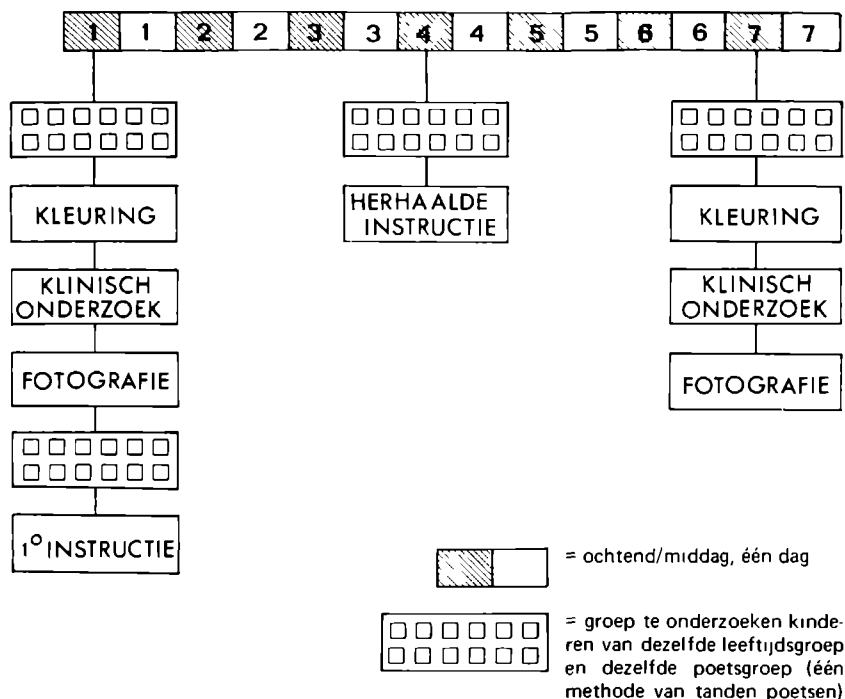 1 1 2 2 3 3 4 4 5 5 6 6 7 7
KLEURING
KLINISCH
ONDERZOEK
FOTOGRAFIE
1º INSTRUCTIE
HERHAALDE
INSTRUCTIE
KLEURING
KLINISCH
ONDERZOEK
FOTOGRAFIE
= ochtend/middag, één dag
= groep te onderzoeken kinde-
ren van dezelfde leeftijdsgroep
en dezelfde poetsgroep (één
methode van tanden poetsen)